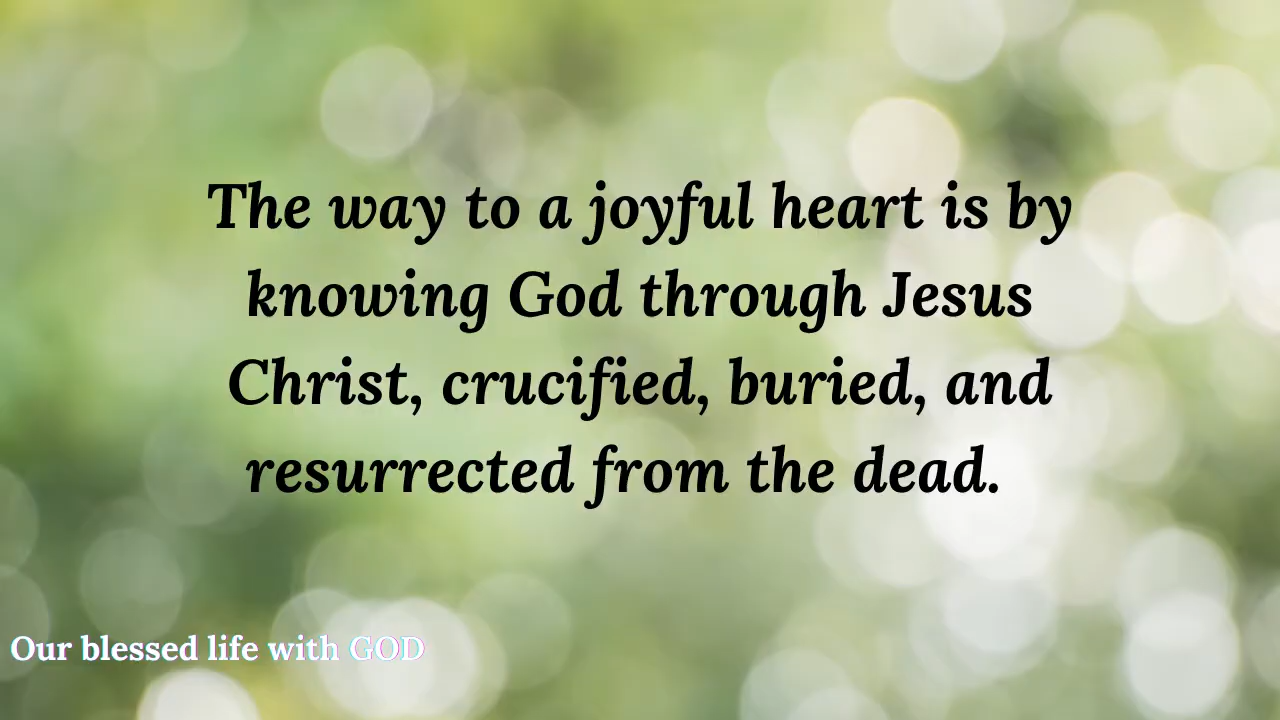 The way to a joyful heart is by
knowing God through Jesus
Christ, crucified, buried, and
resurrected from the dead.
Our blessed life with GOD